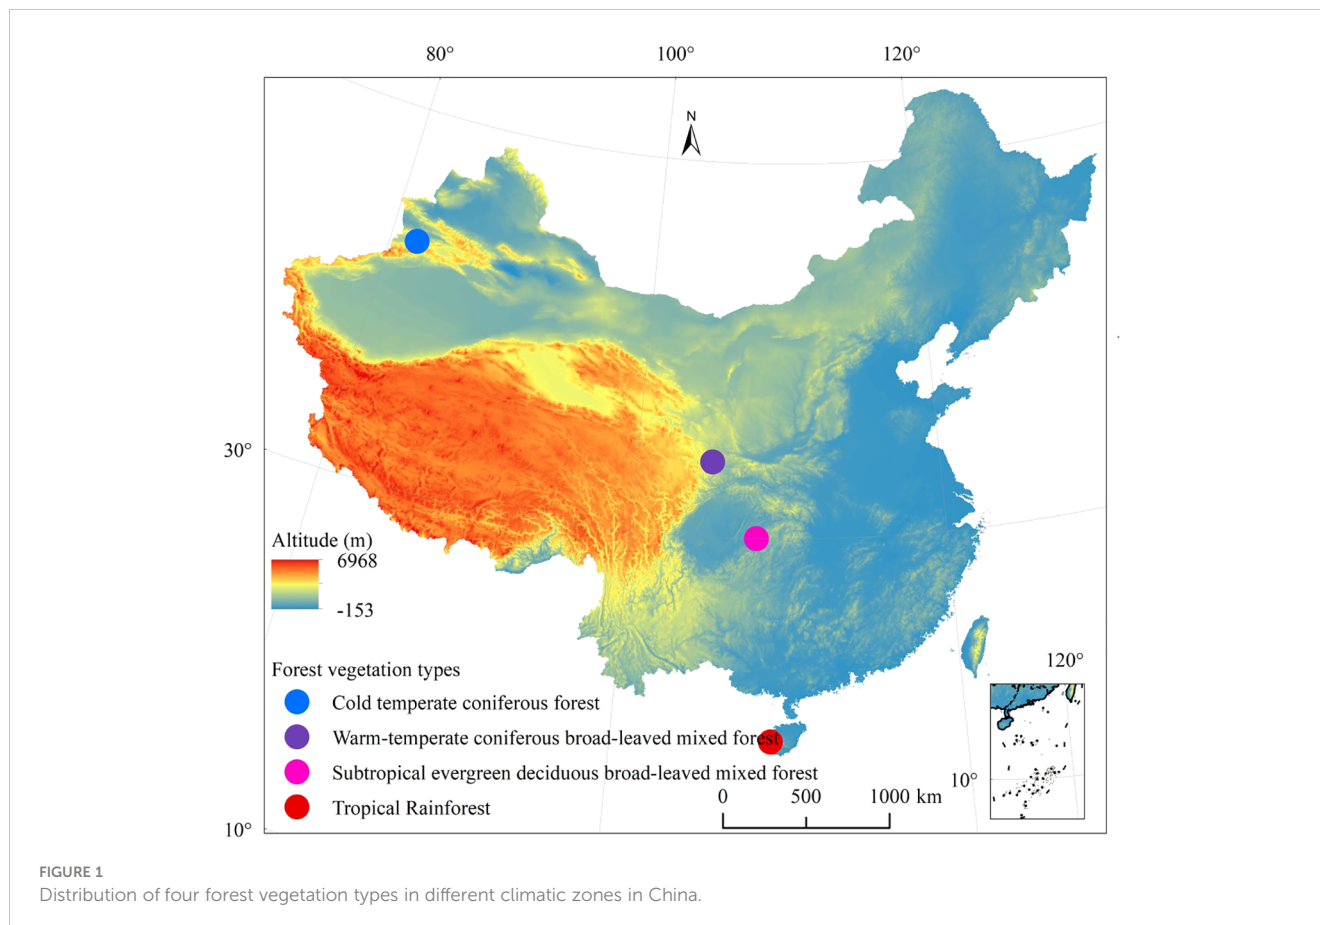 80°
100°
120°
N
30°
Altitude (m)
6968
-153
120°
Forest vegetation types
Cold temperate coniferous forest
Warm-temperate coniferous broad-leaved mixed forest
Subtropical evergreen deciduous broad-leaved mixed forest
10°
0 500 1000 km
Tropical Rainforest
10°
FIGURE 1
Distribution of four forest vegetation types in different climatic zones in China.